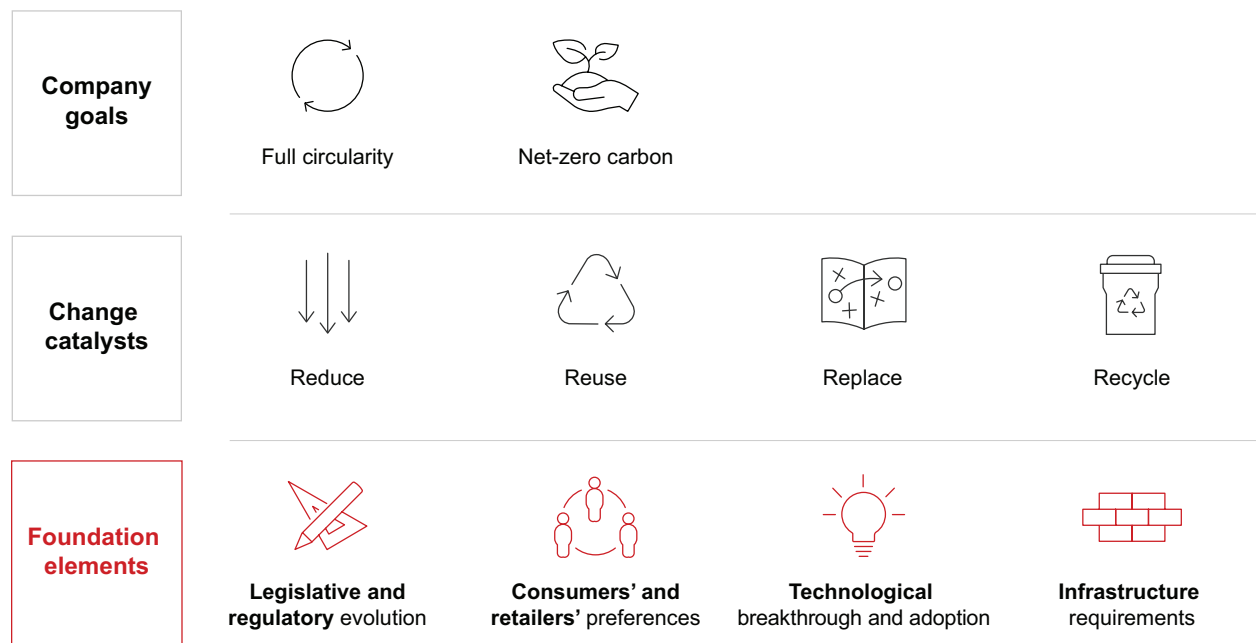 Company
goals
Full circularity
Net-zero carbon
Change
catalysts
Reduce
Reuse
Replace
Recycle
Foundation
elements
Legislative and
regulatory evolution
Consumers’ and
retailers’ preferences
Technological
breakthrough and adoption
Infrastructure
requirements